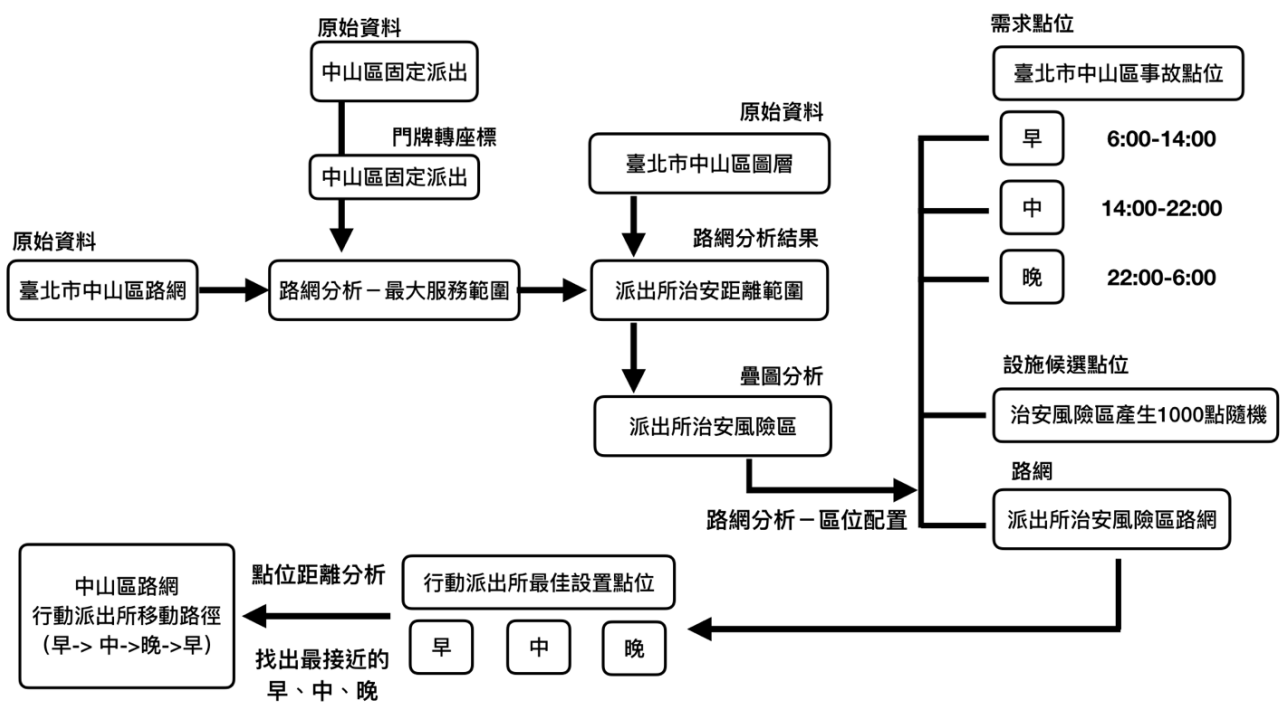 原始資料
中山區固定派出
門牌轉座標
中山區固定派出
原始資料
臺北市中山區路網
路網分析－最大服務範圍
原始資料
臺北市中山區圖層
路網分析結果
派出所治安距離範圍
疊圖分析
派出所治安風險區
路網分析－區位配置
需求點位
臺北市中山區事故點位
早 6:00-14:00
中 14:00-22:00
晚 22:00-6:00
設施候選點位
治安風險區產生1000點隨機
路網
派出所治安風險區路網
行動派出所最佳設置點位
早 中 晚
點位距離分析
找出最接近的
早、中、晚
中山區路網
行動派出所移動路徑
(早-> 中->晚->早)